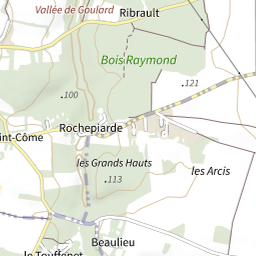 Vallée de Goulard
Ribrault
Bois Raymond
.121
.100
Rochepiarde
nt-Côme
les Grands Hauts
les Arcis
.113
le Touffenet
Beaulieu